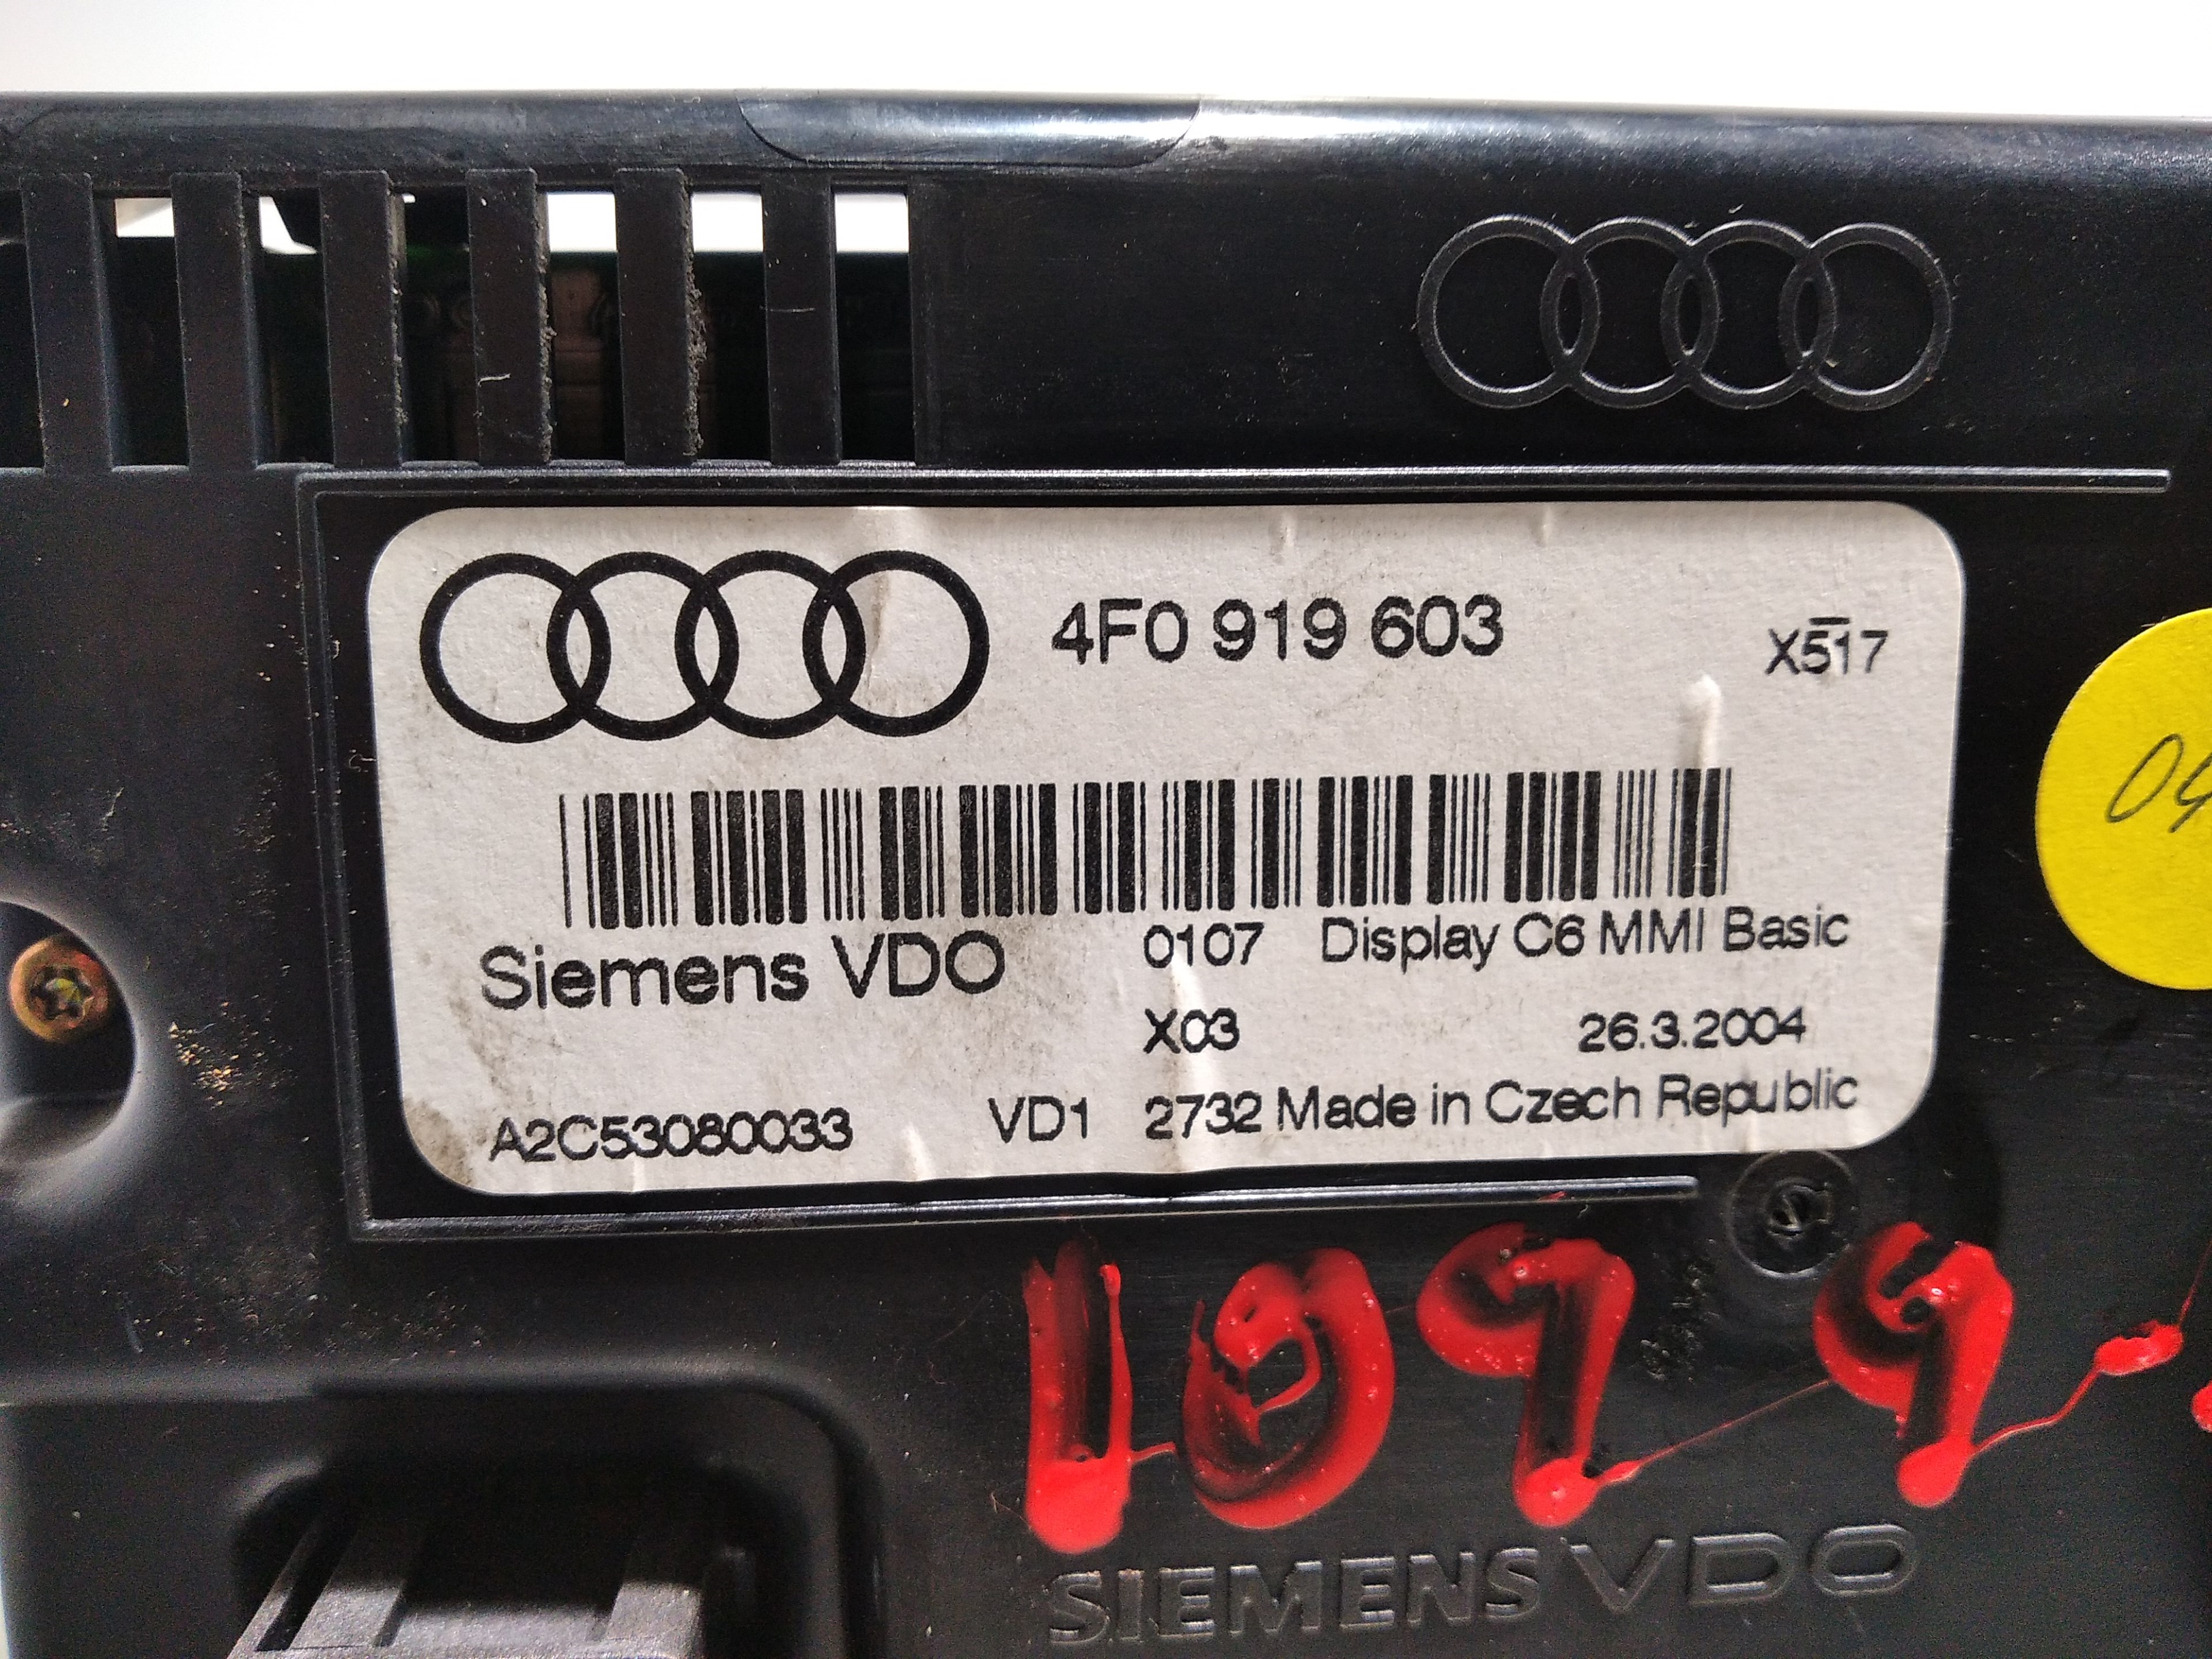 4F0 919 603
X517
Siemens VDO
0107 Display C6 MMI Basic
X03 26.3.2004
A2C53080033 VD1 2732 Made in Czech Republic
1099
SIEMENS VDO